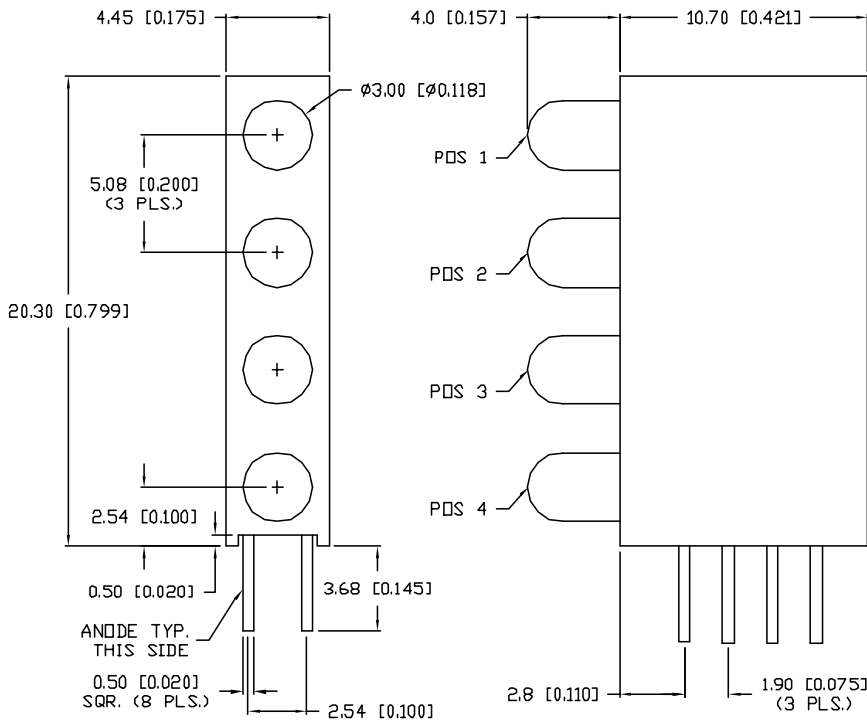 4.45 [0.175]
4.0 [0.157]
10.70 [0.421]
ø3.00 [ø0.118]
POS 1
5.08 [0.200]
(3 PLS.)
POS 2
20.30 [0.799]
POS 3
POS 4
2.54 [0.100]
0.50 [0.020]
3.68 [0.145]
ANODE TYP.
THIS SIDE
0.50 [0.020]
SQR. (8 PLS.)
2.54 [0.100]
2.8 [0.110]
1.90 [0.075]
(3 PLS.)